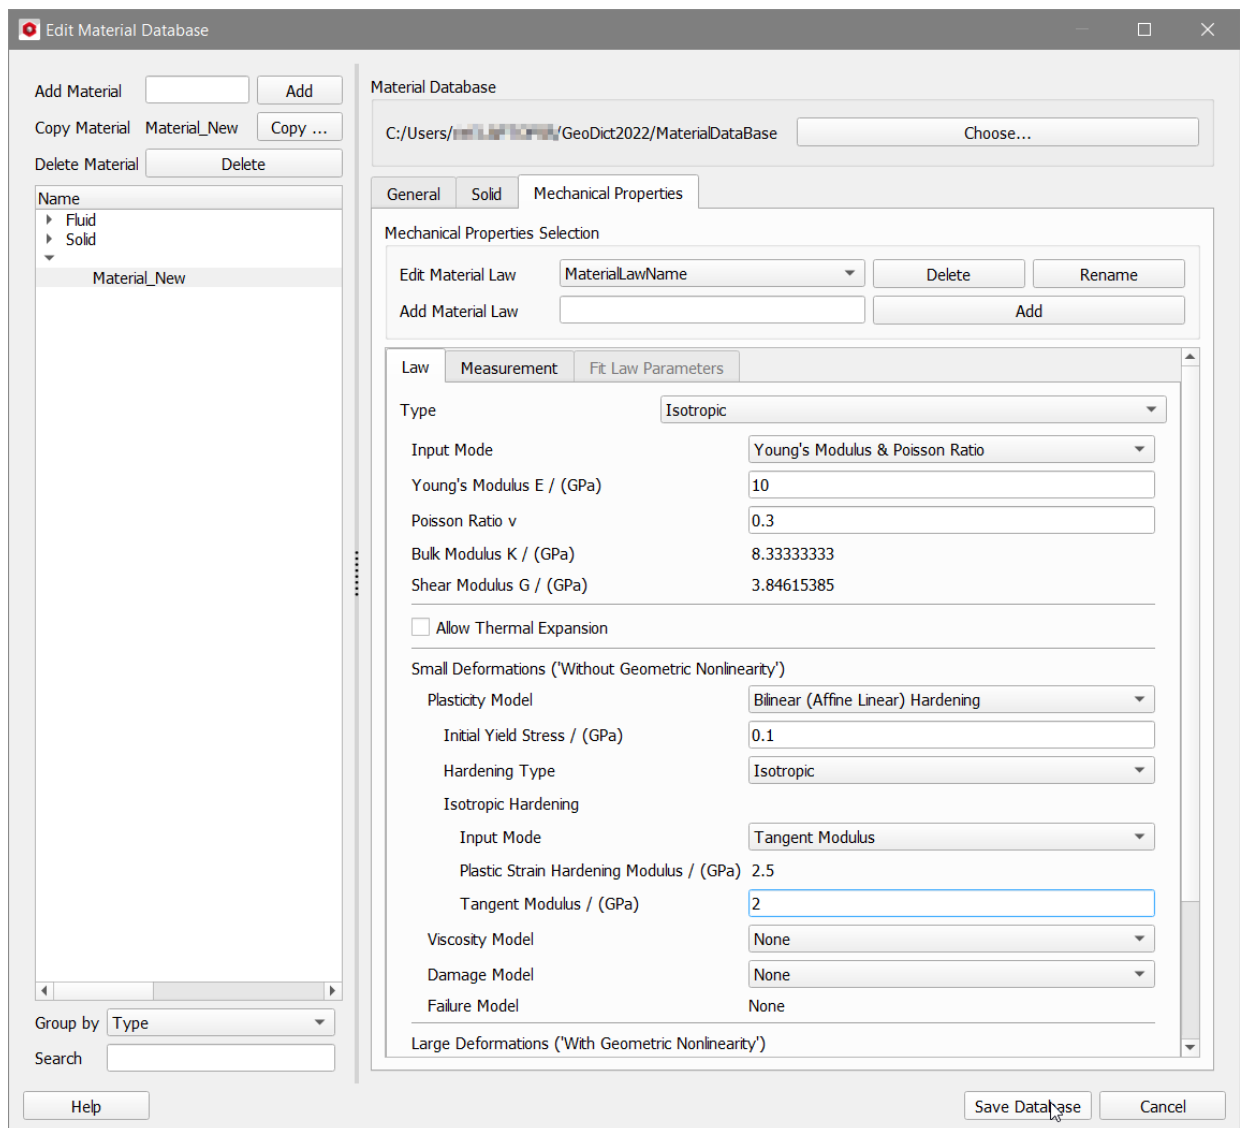 Edit Material Database
Add Material Add
Copy Material Material_New Copy ...
Delete Material Delete
Name
Fluid
Solid
Material_New
Group by Type
Search
Material Database
C:/Users/ /GeoDict2022/MaterialDataBase Choose...
General Solid Mechanical Properties
Mechanical Properties Selection
Edit Material Law MaterialLawName Delete Rename
Add Material Law Add
Law Measurement Fit Law Parameters
Type Isotropic
Input Mode Young's Modulus & Poisson Ratio
Young's Modulus E / (GPa) 10
Poisson Ratio v 0.3
Bulk Modulus K / (GPa) 8.33333333
Shear Modulus G / (GPa) 3.84615385
Allow Thermal Expansion
Small Deformations ('Without Geometric Nonlinearity')
Plasticity Model Bilinear (Affine Linear) Hardening
Initial Yield Stress / (GPa) 0.1
Hardening Type Isotropic
Isotropic Hardening
Input Mode Tangent Modulus
Plastic Strain Hardening Modulus / (GPa) 2.5
Tangent Modulus / (GPa) 2
Viscosity Model None
Damage Model None
Failure Model None
Large Deformations ('With Geometric Nonlinearity')
Help Save Database Cancel